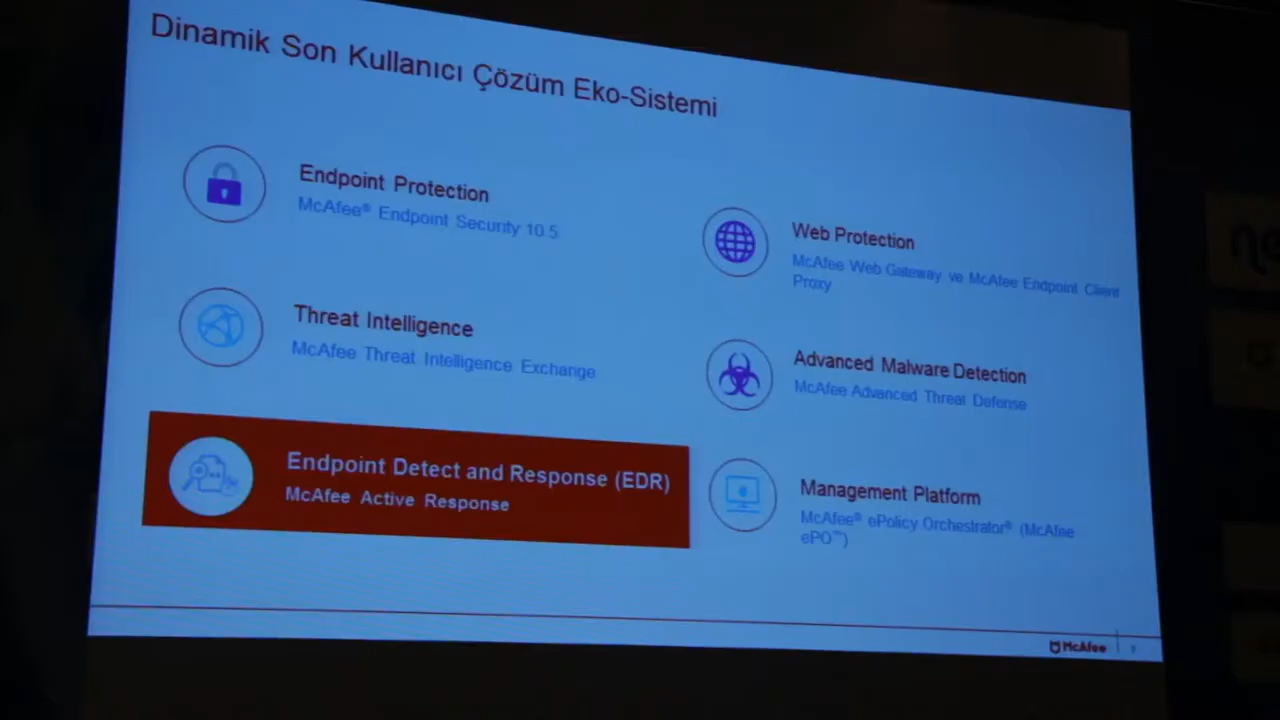 Dinamik Son Kullanıcı Çözüm Eko-Sistemi
Endpoint Protection
McAfee® Endpoint Security 10.5
Threat Intelligence
McAfee Threat Intelligence Exchange
Endpoint Detect and Response (EDR)
McAfee Active Response
Web Protection
McAfee Web Gateway ve McAfee Endpoint Client
Proxy
Advanced Malware Detection
McAfee Advanced Threat Defense
Management Platform
McAfee® ePolicy Orchestrator® (McAfee
ePO™)
McAfee